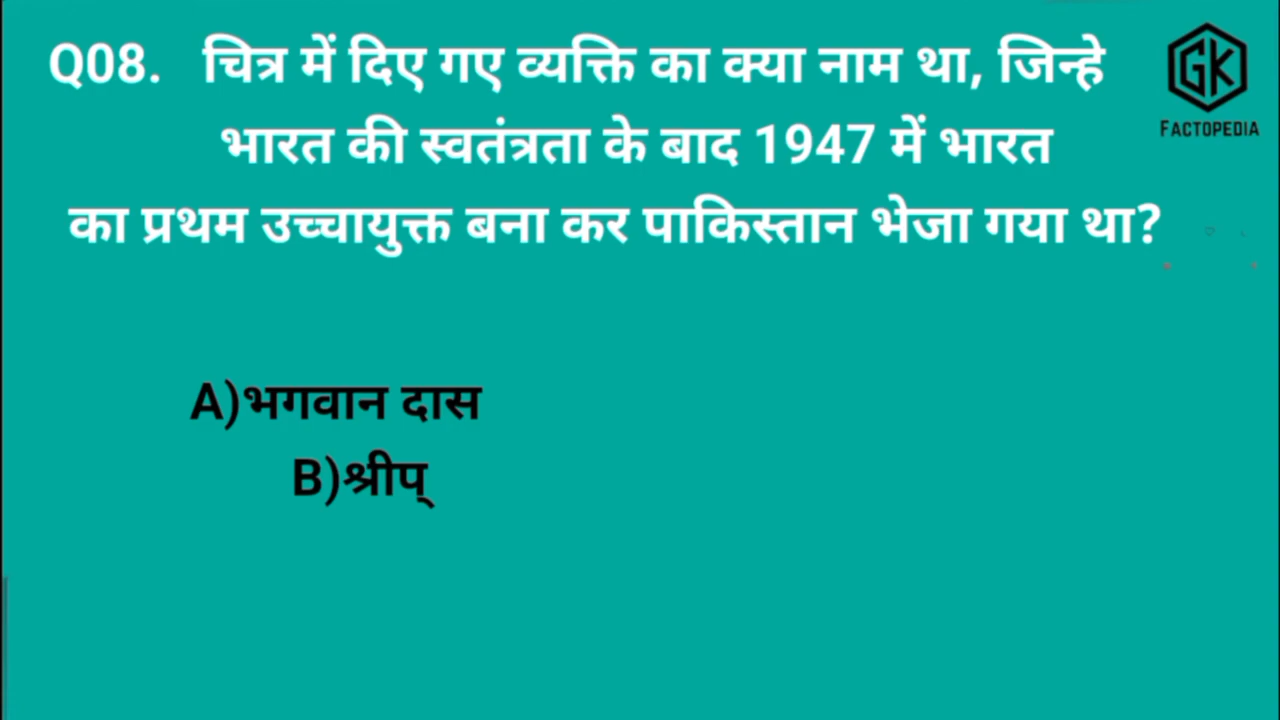 Q08. चित्र में दिए गए व्यक्ति का क्या नाम था, जिन्हे
भारत की स्वतंत्रता के बाद 1947 में भारत
का प्रथम उच्चायुक्त बना कर पाकिस्तान भेजा गया था?
GK
FACTOPEDIA
A)भगवान दास
B)श्रीप्